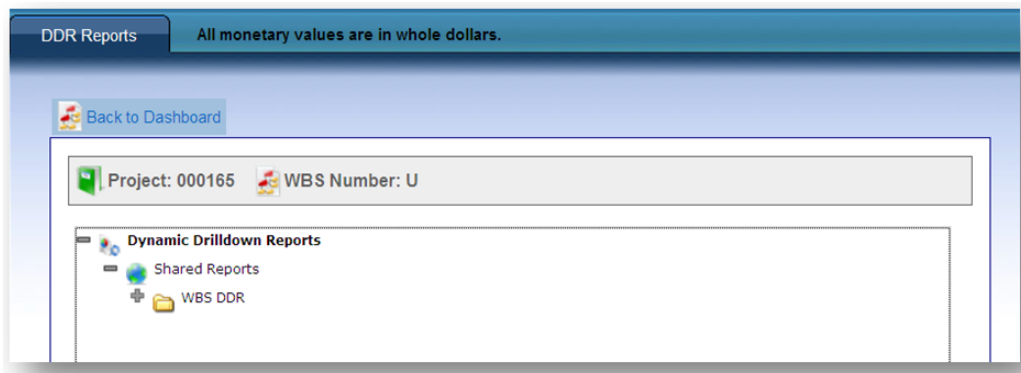 DDR Reports All monetary values are in whole dollars.
Back to Dashboard
Project: 000165 WBS Number: U
Dynamic Drilldown Reports
Shared Reports
WBS DDR